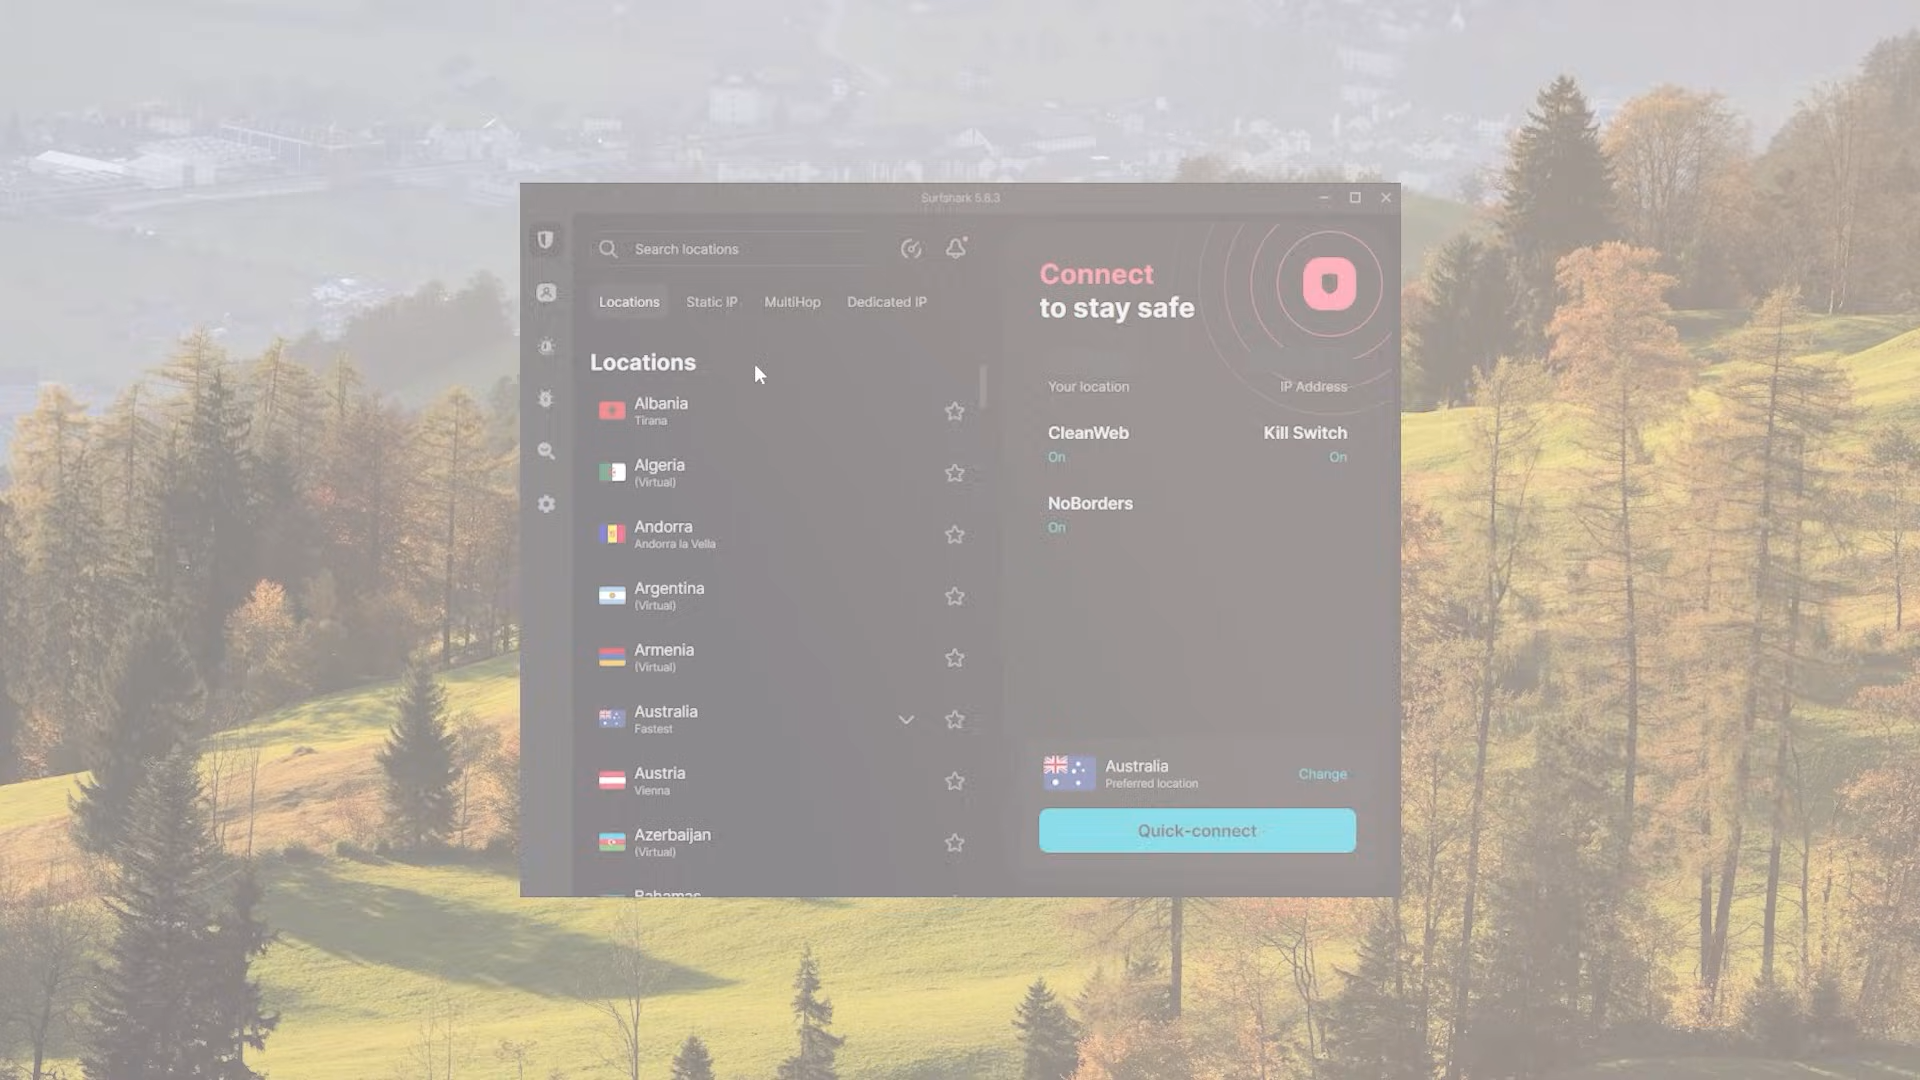 Surfshark 5.6.3
Search locations
Locations
Static IP
MultiHop
Dedicated IP
Locations
Albania
Tirana
Algeria
(Virtual)
Andorra
Andorra la Vella
Argentina
(Virtual)
Armenia
(Virtual)
Australia
Fastest
Austria
Vienna
Azerbaijan
(Virtual)
Bahamas
Connect
to stay safe
Your location
IP Address
CleanWeb
On
Kill Switch
On
NoBorders
On
Australia
Preferred location
Change
Quick-connect